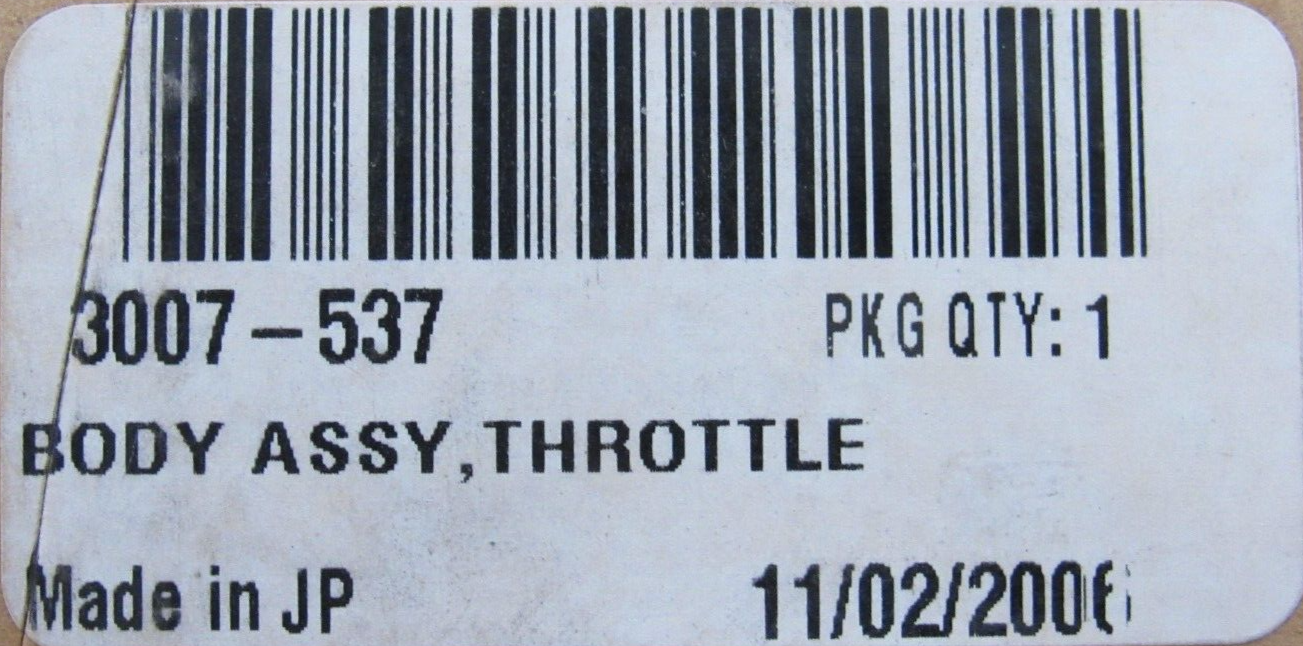 3007-537 PKG QTY: 1
BODY ASSY,THROTTLE
Made in JP 11/02/2006